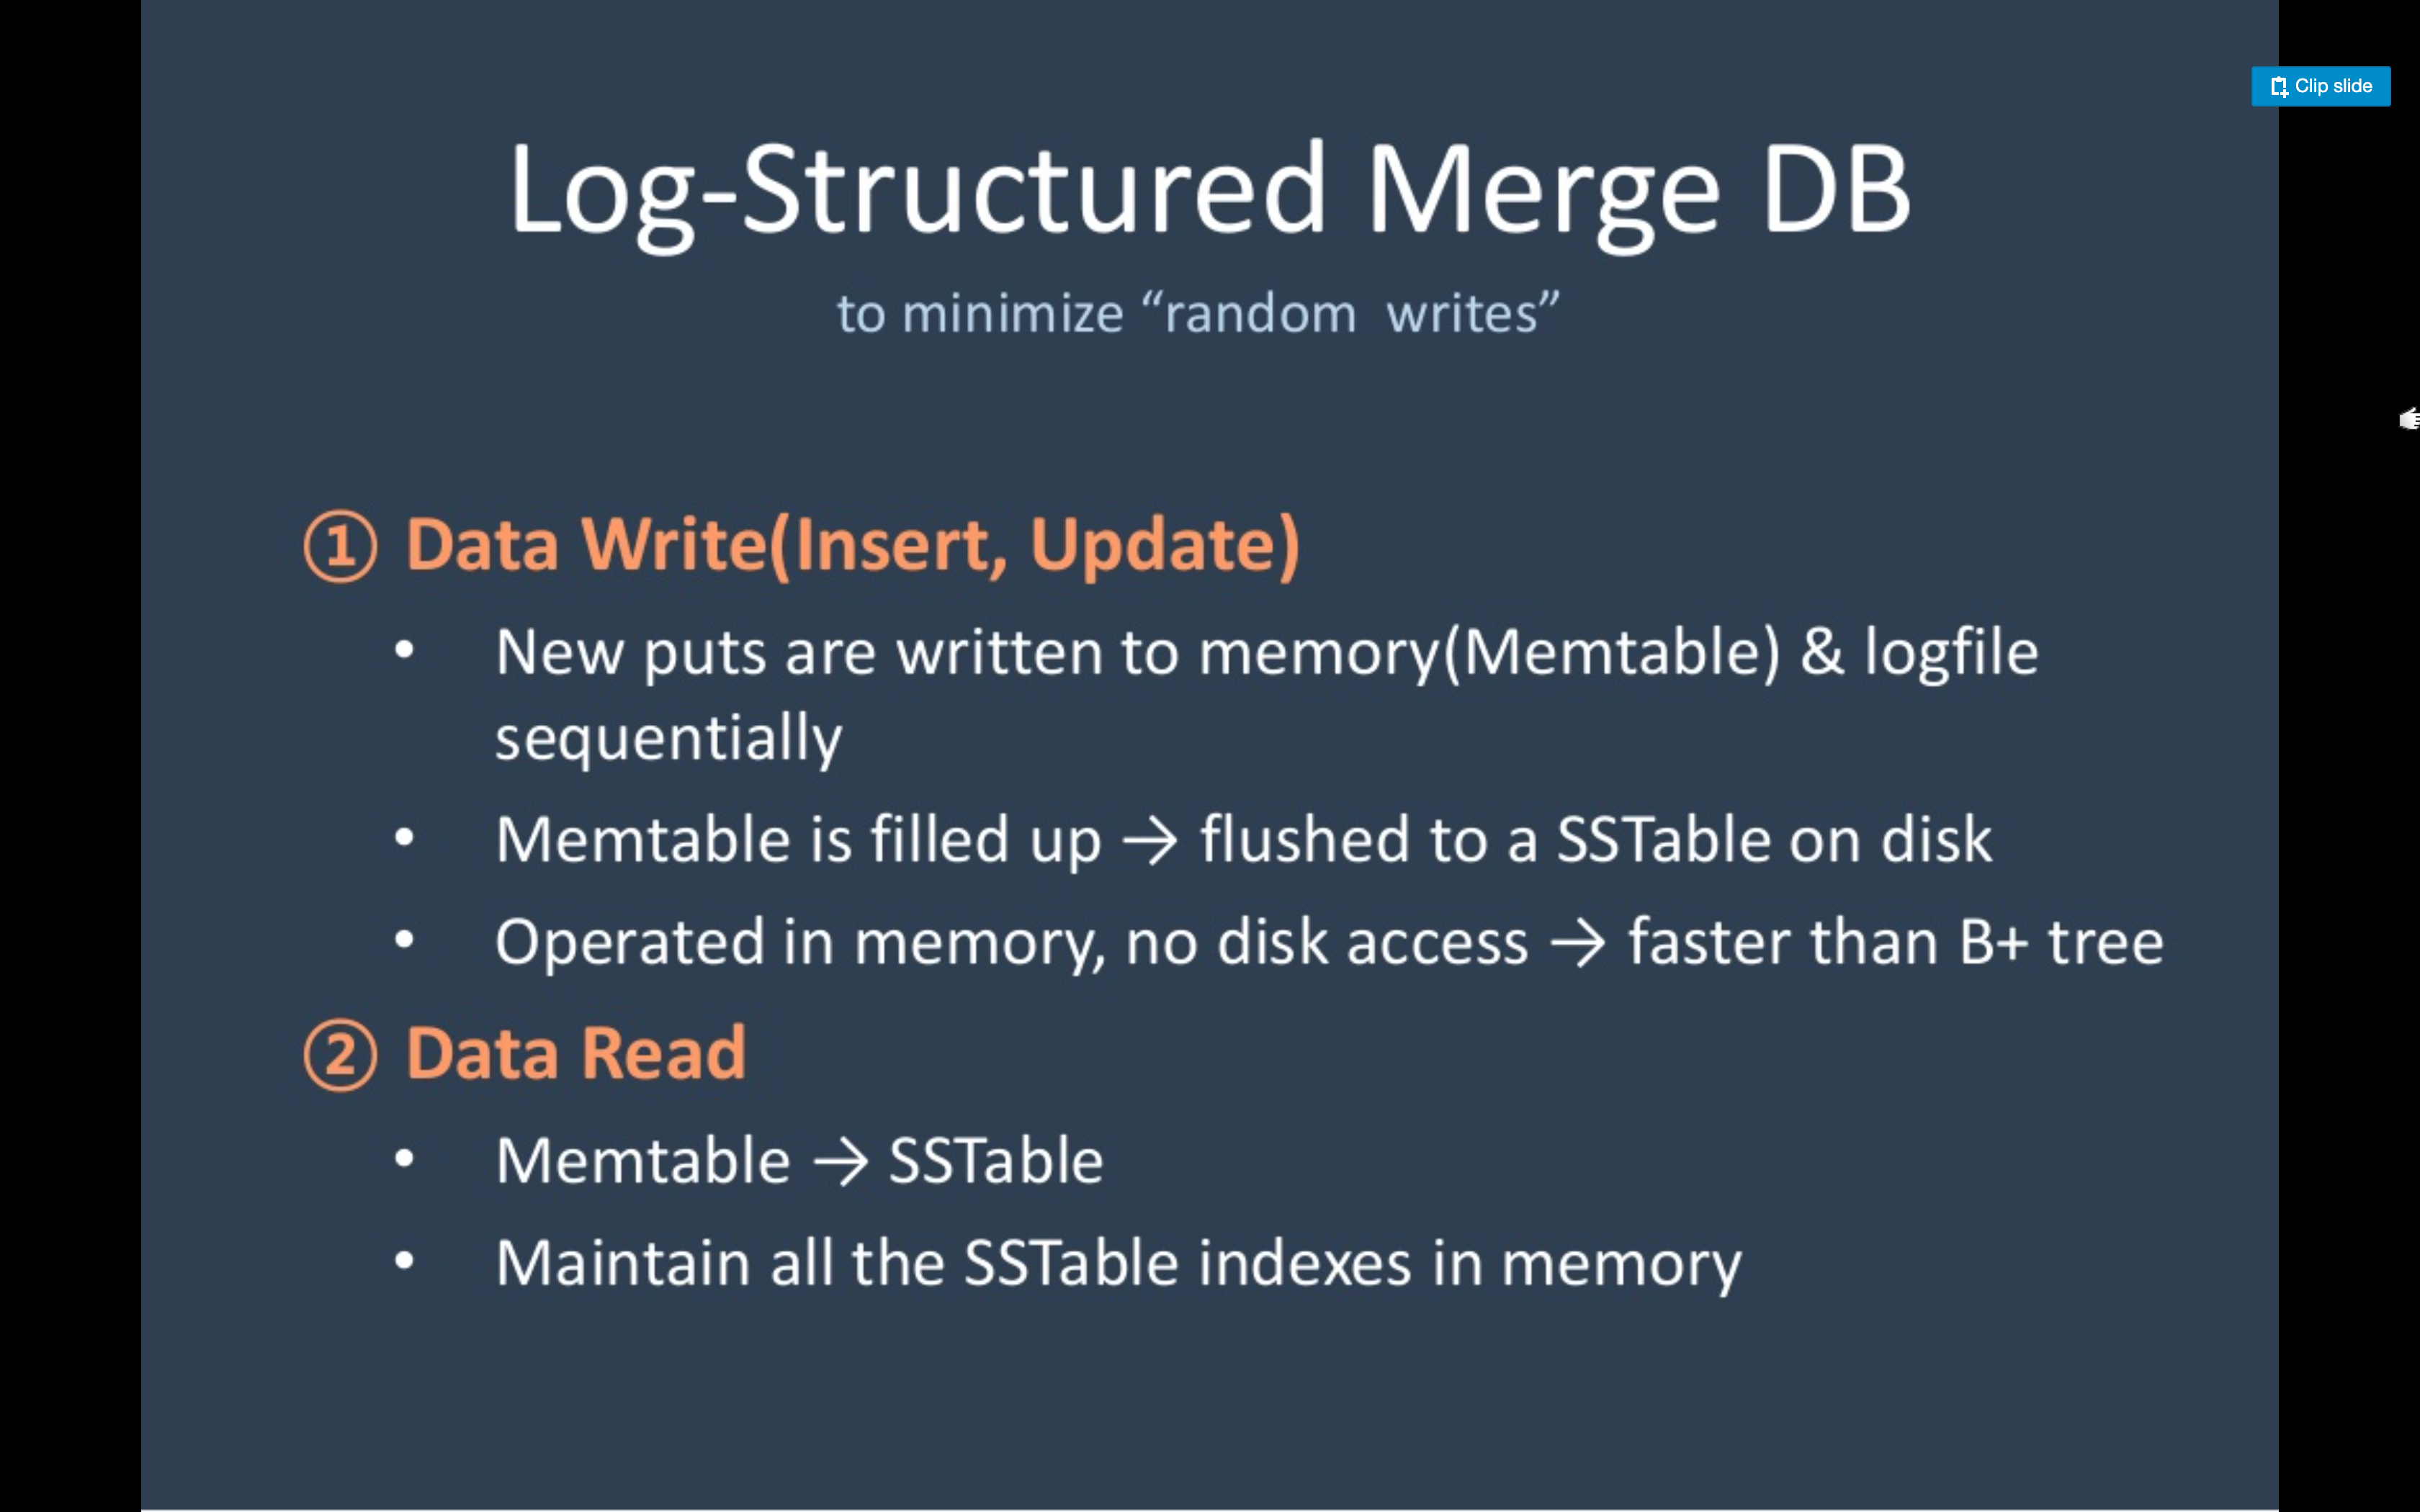 Clip slide
Log-Structured Merge DB
to minimize “random  writes”
① Data Write(Insert, Update)
• New puts are written to memory(Memtable) & logfile
sequentially
• Memtable is filled up → flushed to a SSTable on disk
• Operated in memory, no disk access → faster than B+ tree
② Data Read
• Memtable → SSTable
• Maintain all the SSTable indexes in memory